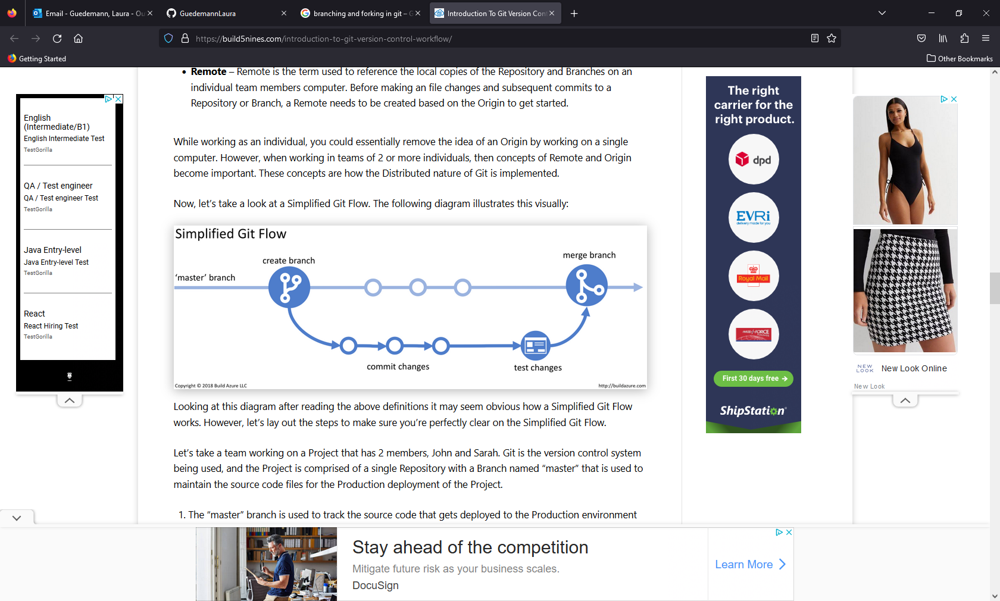 Email - Guedemann, Laura - Ou
GuedemannLaura
branching and forking in git – G
Introduction To Git Version Cont
https://build5nines.com/introduction-to-git-version-control-workflow/
Getting Started
Other Bookmarks
English
(Intermediate/B1)
English Intermediate Test
TestGorilla
QA / Test engineer
QA / Test engineer Test
TestGorilla
Java Entry-level
Java Entry-level Test
TestGorilla
React
React Hiring Test
TestGorilla
• Remote – Remote is the term used to reference the local copies of the Repository and Branches on an
individual team members computer. Before making an file changes and subsequent commits to a
Repository or Branch, a Remote needs to be created based on the Origin to get started.
While working as an individual, you could essentially remove the idea of an Origin by working on a single
computer. However, when working in teams of 2 or more individuals, then concepts of Remote and Origin
become important. These concepts are how the Distributed nature of Git is implemented.
Now, let’s take a look at a Simplified Git Flow. The following diagram illustrates this visually:
Simplified Git Flow
create branch
merge branch
‘master’ branch
commit changes
test changes
Copyright © 2018 Build Azure LLC
http://buildazure.com
Looking at this diagram after reading the above definitions it may seem obvious how a Simplified Git Flow
works. However, let’s lay out the steps to make sure you’re perfectly clear on the Simplified Git Flow.
Let’s take a team working on a Project that has 2 members, John and Sarah. Git is the version control system
being used, and the Project is comprised of a single Repository with a Branch named “master” that is used to
maintain the source code files for the Production deployment of the Project.
1. The “master” branch is used to track the source code that gets deployed to the Production environment
The right
carrier for the
right product.
dpd
EVRi
delivery made for you
Royal Mail
First 30 days free →
ShipStation
NEW
LOOK
New Look Online
New Look
Stay ahead of the competition
Mitigate future risk as your business scales.
DocuSign
Learn More